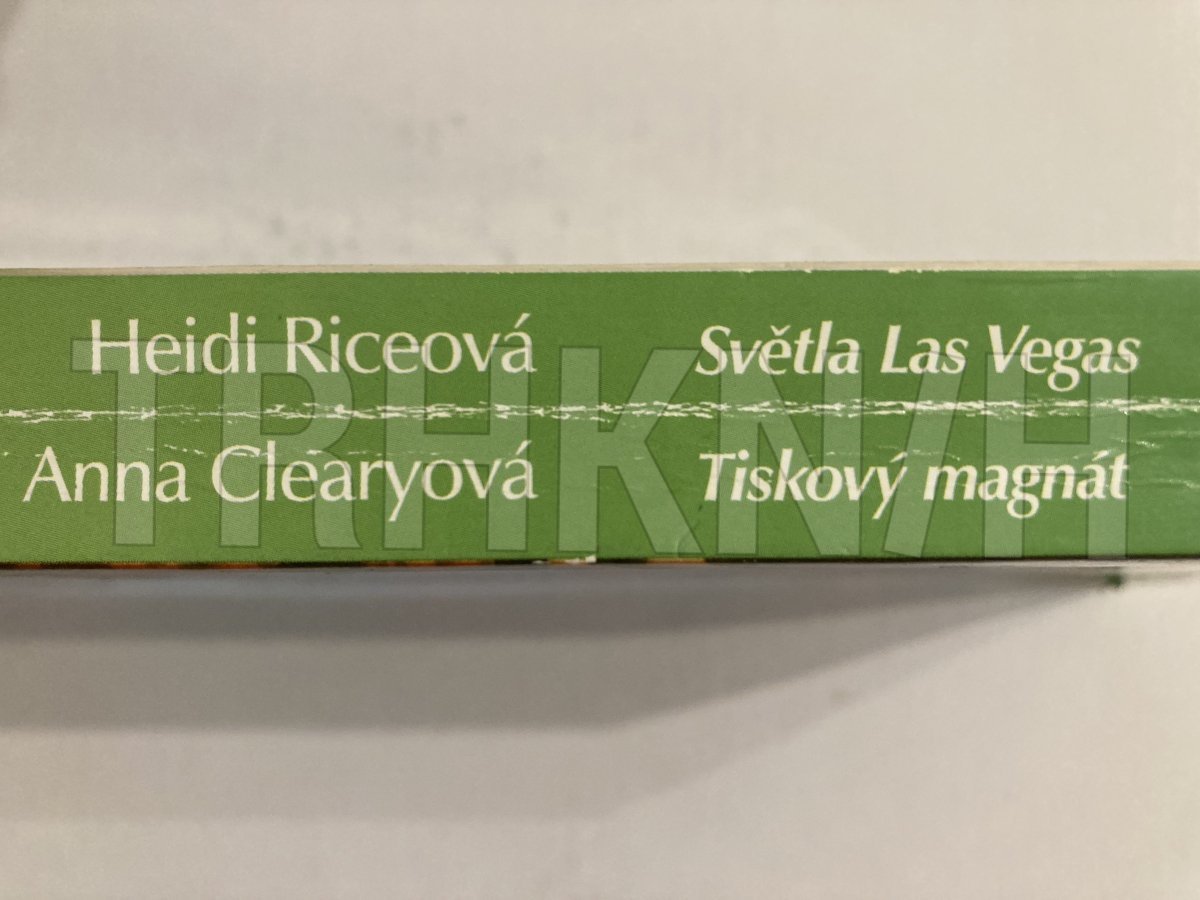 Heidi Riceová Světla Las Vegas
Anna Clearyová Tiskový magnát
TRHKNIH